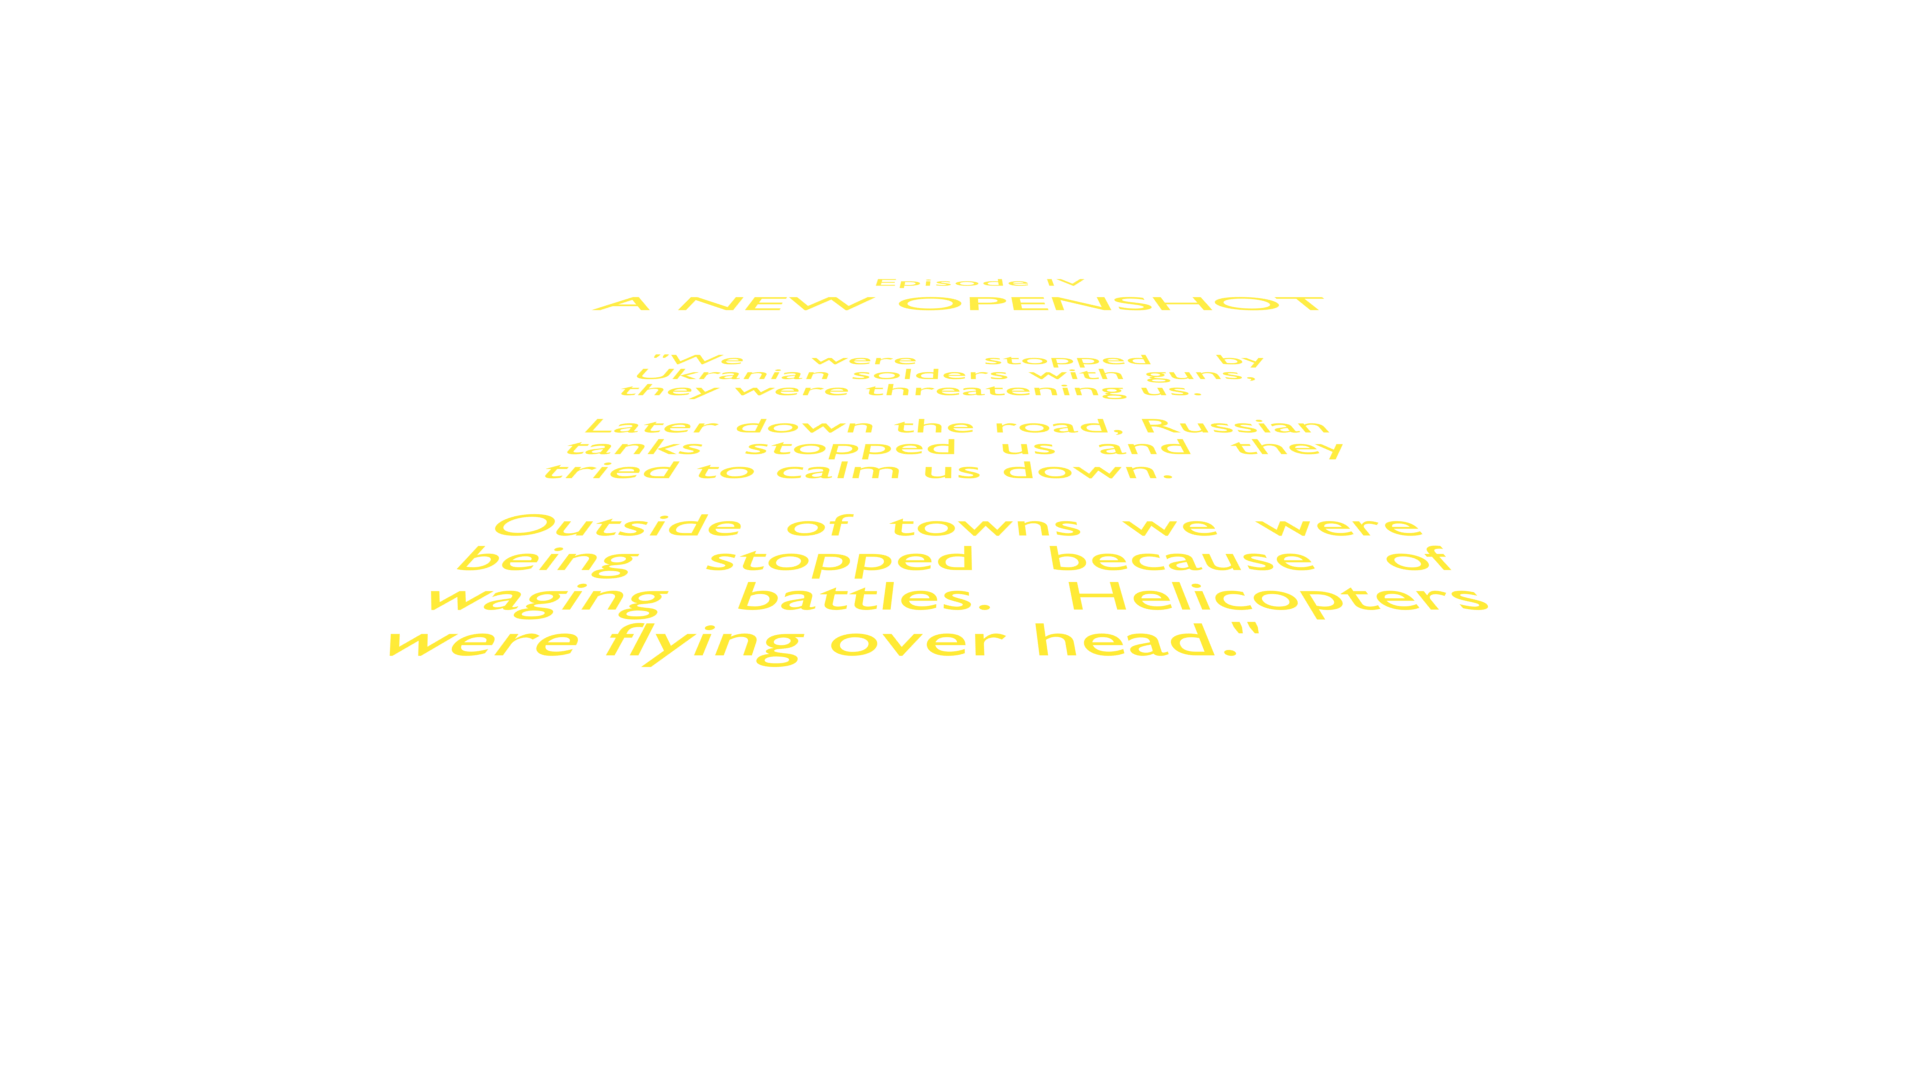 Episode IV
A NEW OPENSHOT
"We were stopped by
Ukranian solders with guns,
they were threatening us.
Later down the road, Russian
tanks stopped us and they
tried to calm us down.
Outside of towns we were
being stopped because of
waging battles. Helicopters
were flying over head."